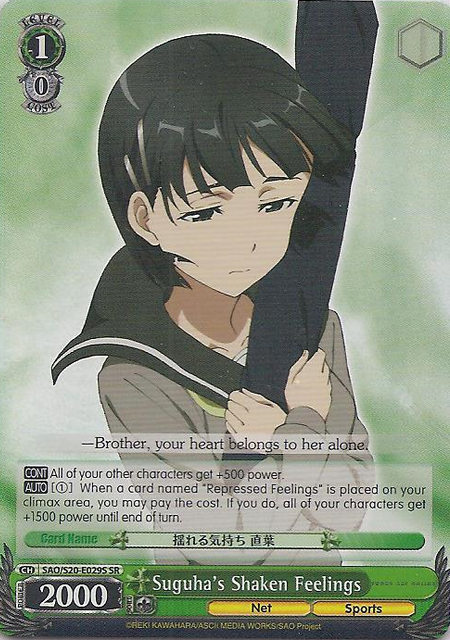 LEVEL
1
0
COST
—Brother, your heart belongs to her alone.
CONT All of your other characters get +500 power.
AUTO [①] When a card named "Repressed Feelings" is placed on your
climax area, you may pay the cost. If you do, all of your characters get
+1500 power until end of turn.
Card Name 揺れる気持ち 直葉
CH SAO/S20-E029S SR
Suguha's Shaken Feelings
POWER 2000 SOUL
Net Sports
©REKI KAWAHARA/ASCII MEDIA WORKS/SAO Project